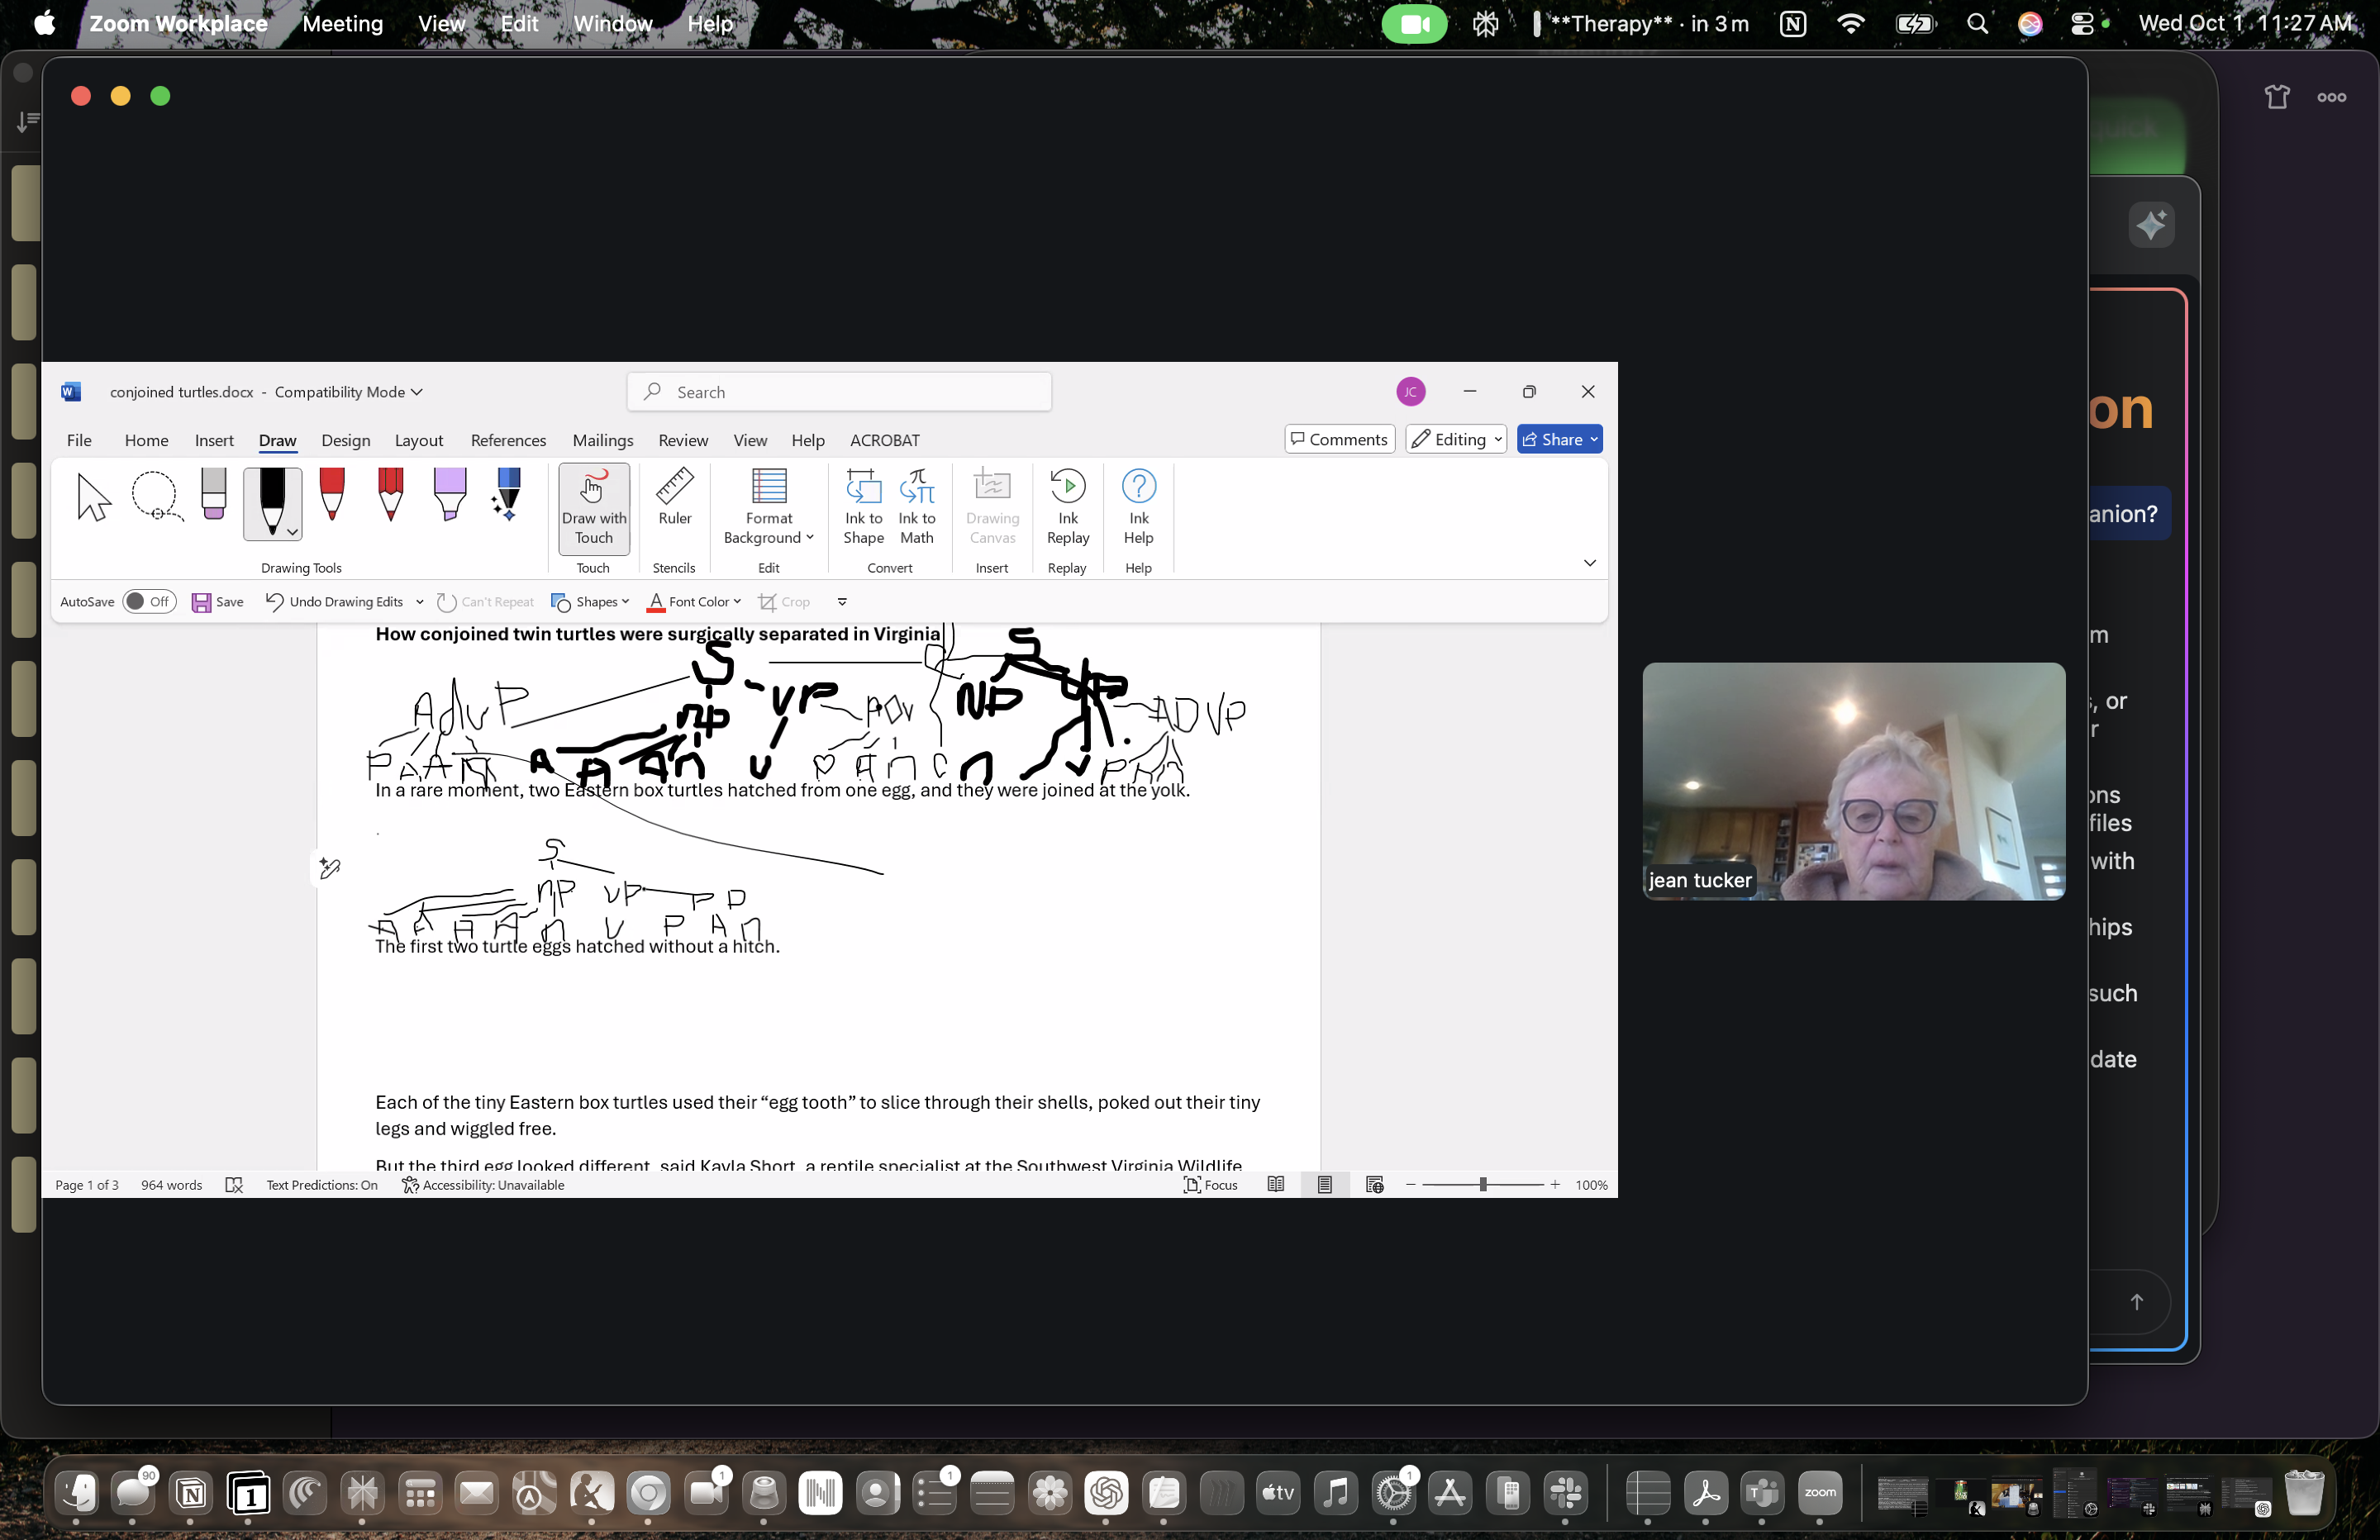 Zoom Workplace Meeting View Edit Window Help **Therapy** · in 3 m Wed Oct 1 11:27 AM
conjoined turtles.docx - Compatibility Mode Search JC
File Home Insert Draw Design Layout References Mailings Review View Help ACROBAT Comments Editing Share
Draw with Touch Ruler Format Background Ink to Shape Ink to Math Drawing Canvas Ink Replay Ink Help
Drawing Tools Touch Stencils Edit Convert Insert Replay Help
AutoSave Off Save Undo Drawing Edits Can't Repeat Shapes Font Color Crop
How conjoined twin turtles were surgically separated in Virginia
S S
AdvP VP NP ADVP
np
In a rare moment, two Eastern box turtles hatched from one egg, and they were joined at the yolk.
S
np vp PP
A A A A n V P A n
The first two turtle eggs hatched without a hitch.
Each of the tiny Eastern box turtles used their “egg tooth” to slice through their shells, poked out their tiny
legs and wiggled free.
But the third egg looked different, said Kayla Short, a reptile specialist at the Southwest Virginia Wildlife
Page 1 of 3 964 words Text Predictions: On Accessibility: Unavailable Focus 100%
jean tucker
quick
on
anion?
m
s, or
r
ons
files
with
hips
such
date
90 1 1 1 1
tv zoom